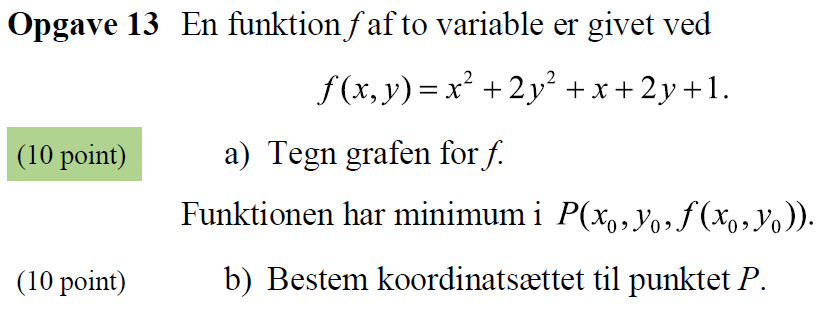 Opgave 13 En funktion f af to variable er givet ved
f(x, y) = x² + 2y² + x + 2y + 1.
(10 point) a) Tegn grafen for f.
Funktionen har minimum i P(x₀, y₀, f(x₀, y₀)).
(10 point) b) Bestem koordinatsættet til punktet P.